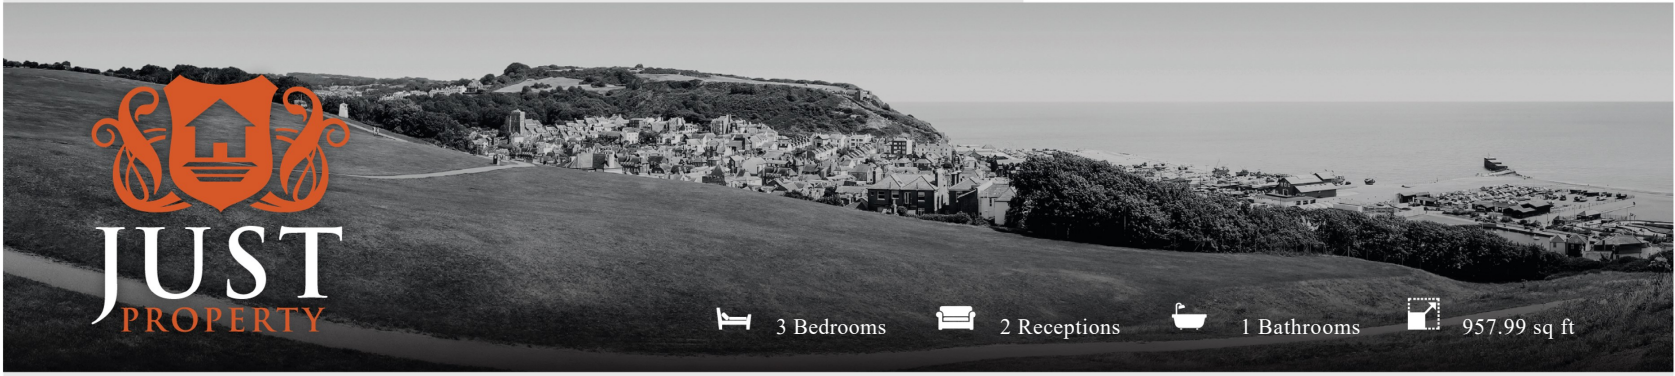 JUST
PROPERTY
3 Bedrooms
2 Receptions
1 Bathrooms
957.99 sq ft